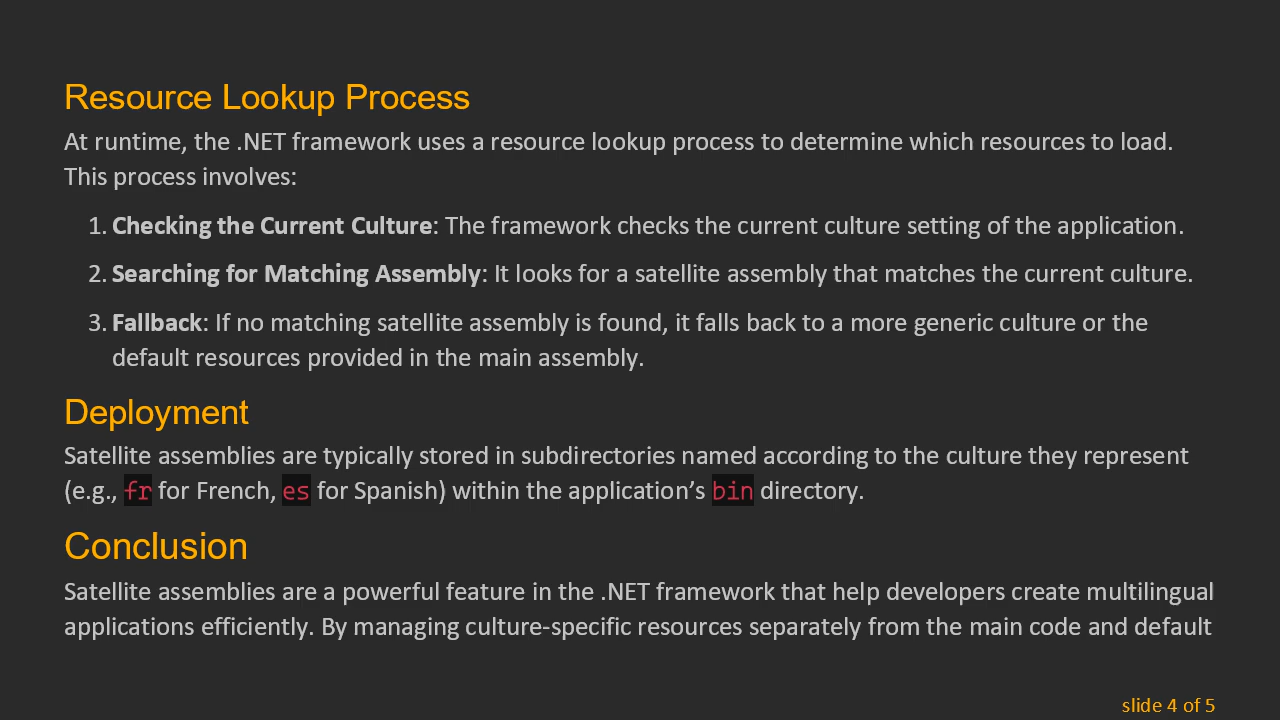 Resource Lookup Process
At runtime, the .NET framework uses a resource lookup process to determine which resources to load.
This process involves:
1. Checking the Current Culture: The framework checks the current culture setting of the application.
2. Searching for Matching Assembly: It looks for a satellite assembly that matches the current culture.
3. Fallback: If no matching satellite assembly is found, it falls back to a more generic culture or the
default resources provided in the main assembly.
Deployment
Satellite assemblies are typically stored in subdirectories named according to the culture they represent
(e.g., fr for French, es for Spanish) within the application’s bin directory.
Conclusion
Satellite assemblies are a powerful feature in the .NET framework that help developers create multilingual
applications efficiently. By managing culture-specific resources separately from the main code and default
slide 4 of 5